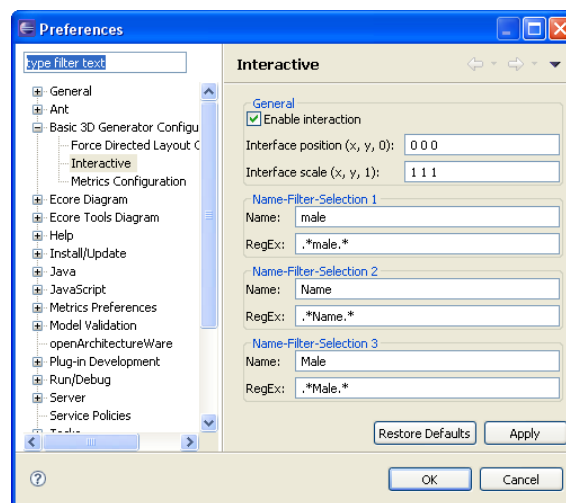 Preferences
type filter text
Interactive
General
Ant
Basic 3D Generator Configu
Force Directed Layout C
Interactive
Metrics Configuration
Ecore Diagram
Ecore Tools Diagram
Help
Install/Update
Java
JavaScript
Metrics Preferences
Model Validation
openArchitectureWare
Plug-in Development
Run/Debug
Server
Service Policies
General
Enable interaction
Interface position (x, y, 0): 0 0 0
Interface scale (x, y, 1): 1 1 1
Name-Filter-Selection 1
Name: male
RegEx: .*male.*
Name-Filter-Selection 2
Name: Name
RegEx: .*Name.*
Name-Filter-Selection 3
Name: Male
RegEx: .*Male.*
Restore Defaults Apply
? OK Cancel